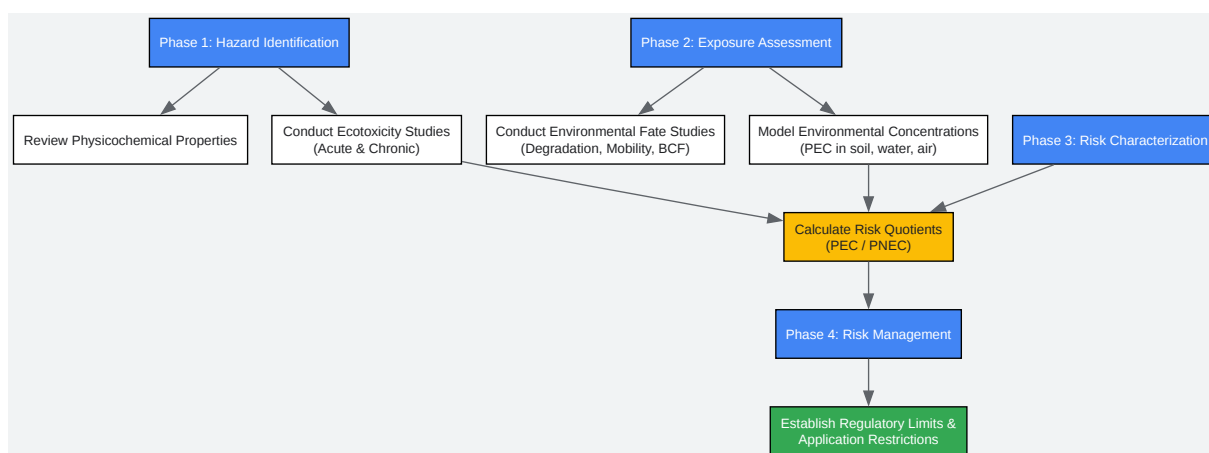 Phase 1: Hazard Identification
Phase 2: Exposure Assessment
Review Physicochemical Properties
Conduct Ecotoxicity Studies
(Acute & Chronic)
Conduct Environmental Fate Studies
(Degradation, Mobility, BCF)
Model Environmental Concentrations
(PEC in soil, water, air)
Phase 3: Risk Characterization
Calculate Risk Quotients
(PEC / PNEC)
Phase 4: Risk Management
Establish Regulatory Limits &
Application Restrictions